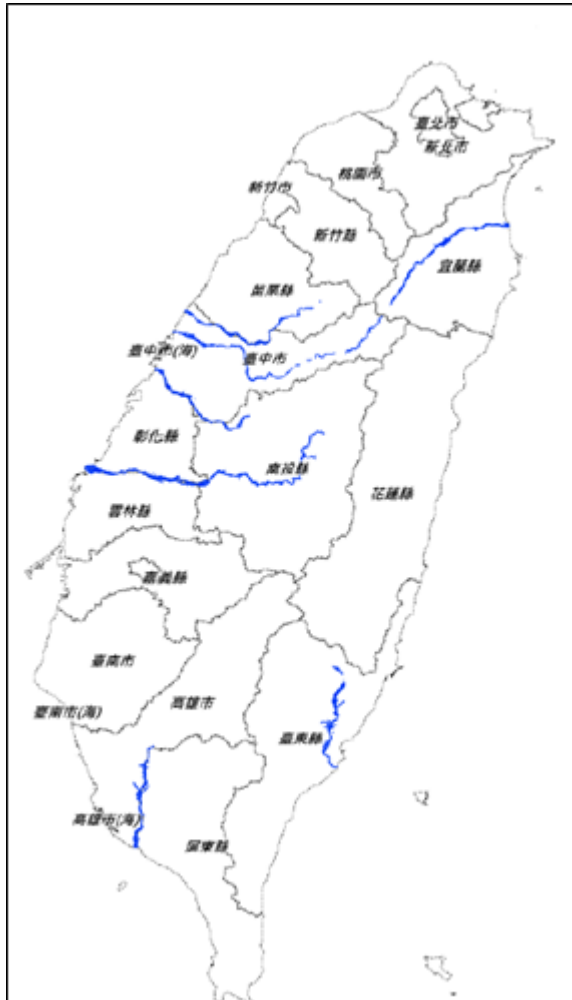 臺北市
新北市
桃園市
新竹市
新竹縣
宜蘭縣
苗栗縣
臺中市(海)
臺中市
彰化縣
南投縣
花蓮縣
雲林縣
嘉義縣
臺南市
高雄市
臺南市(海)
臺東縣
高雄市(海)
屏東縣